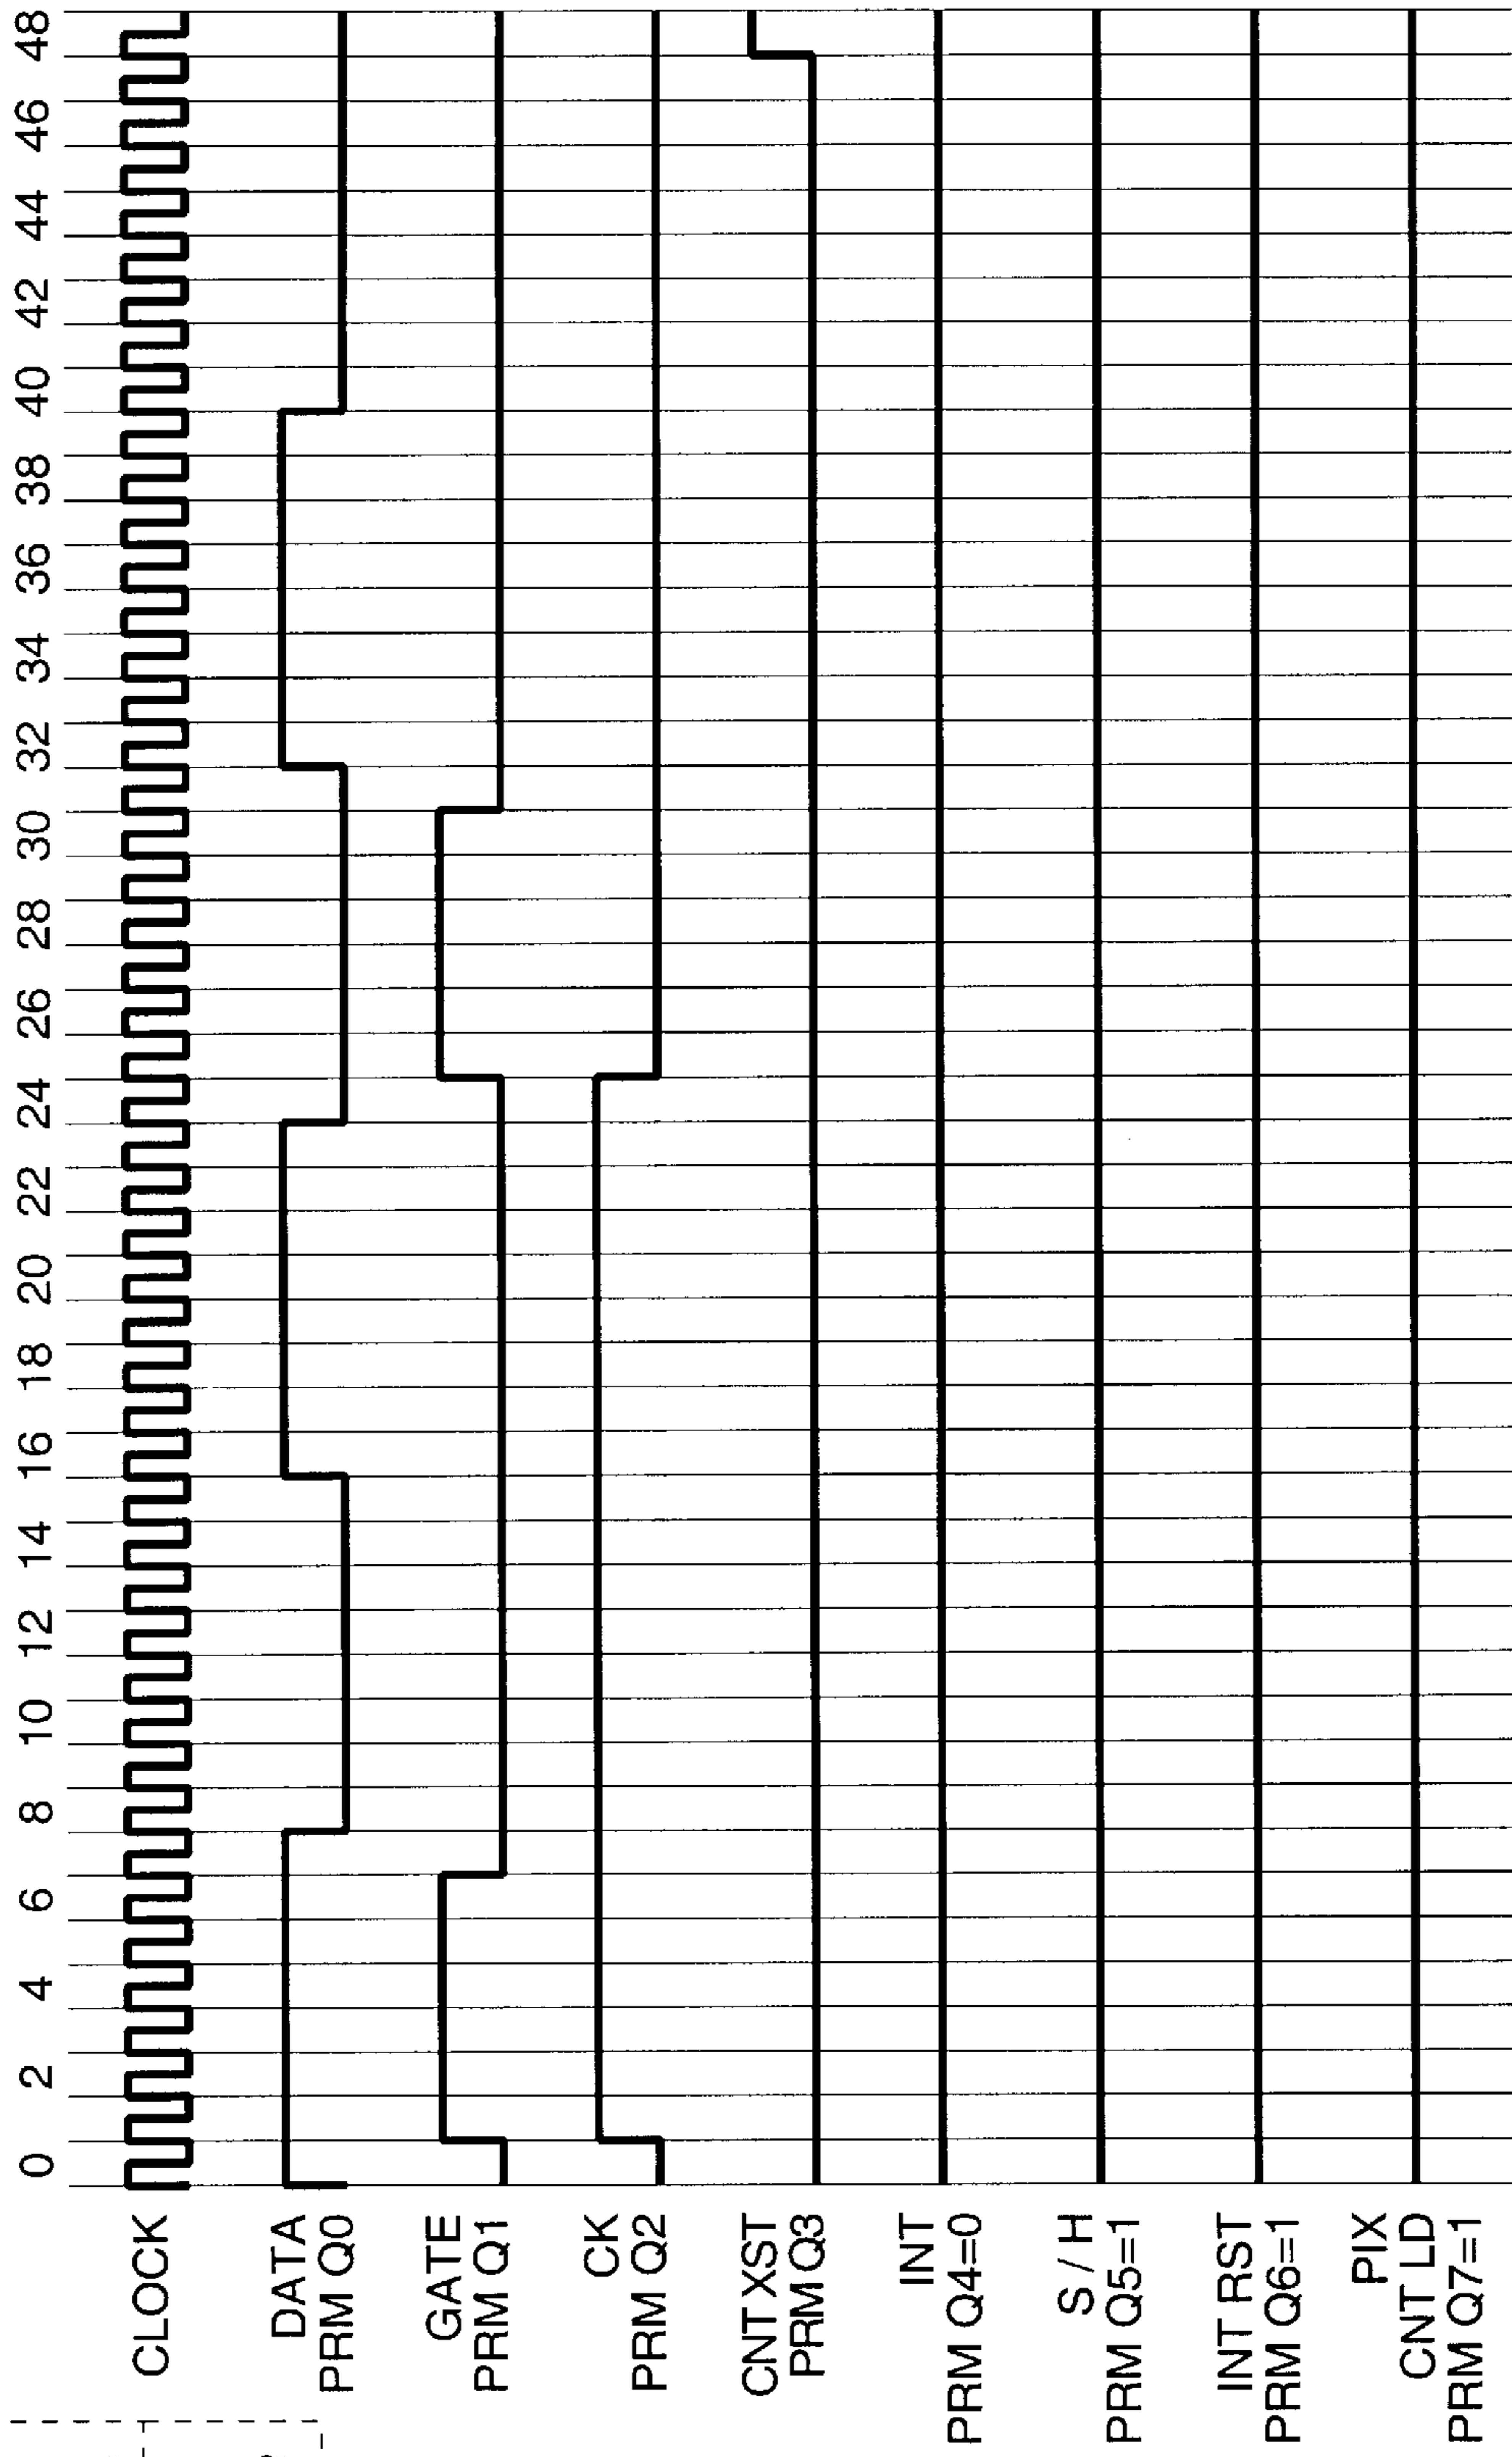 0 2 4 6 8 10 12 14 16 18 20 22 24 26 28 30 32 34 36 38 40 42 44 46 48
CLOCK
DATA
PRM Q0
GATE
PRM Q1
CK
PRM Q2
CNT XST
PRM Q3
INT
PRM Q4=0
S / H
PRM Q5=1
INT RST
PRM Q6=1
PIX
CNT LD
PRM Q7=1